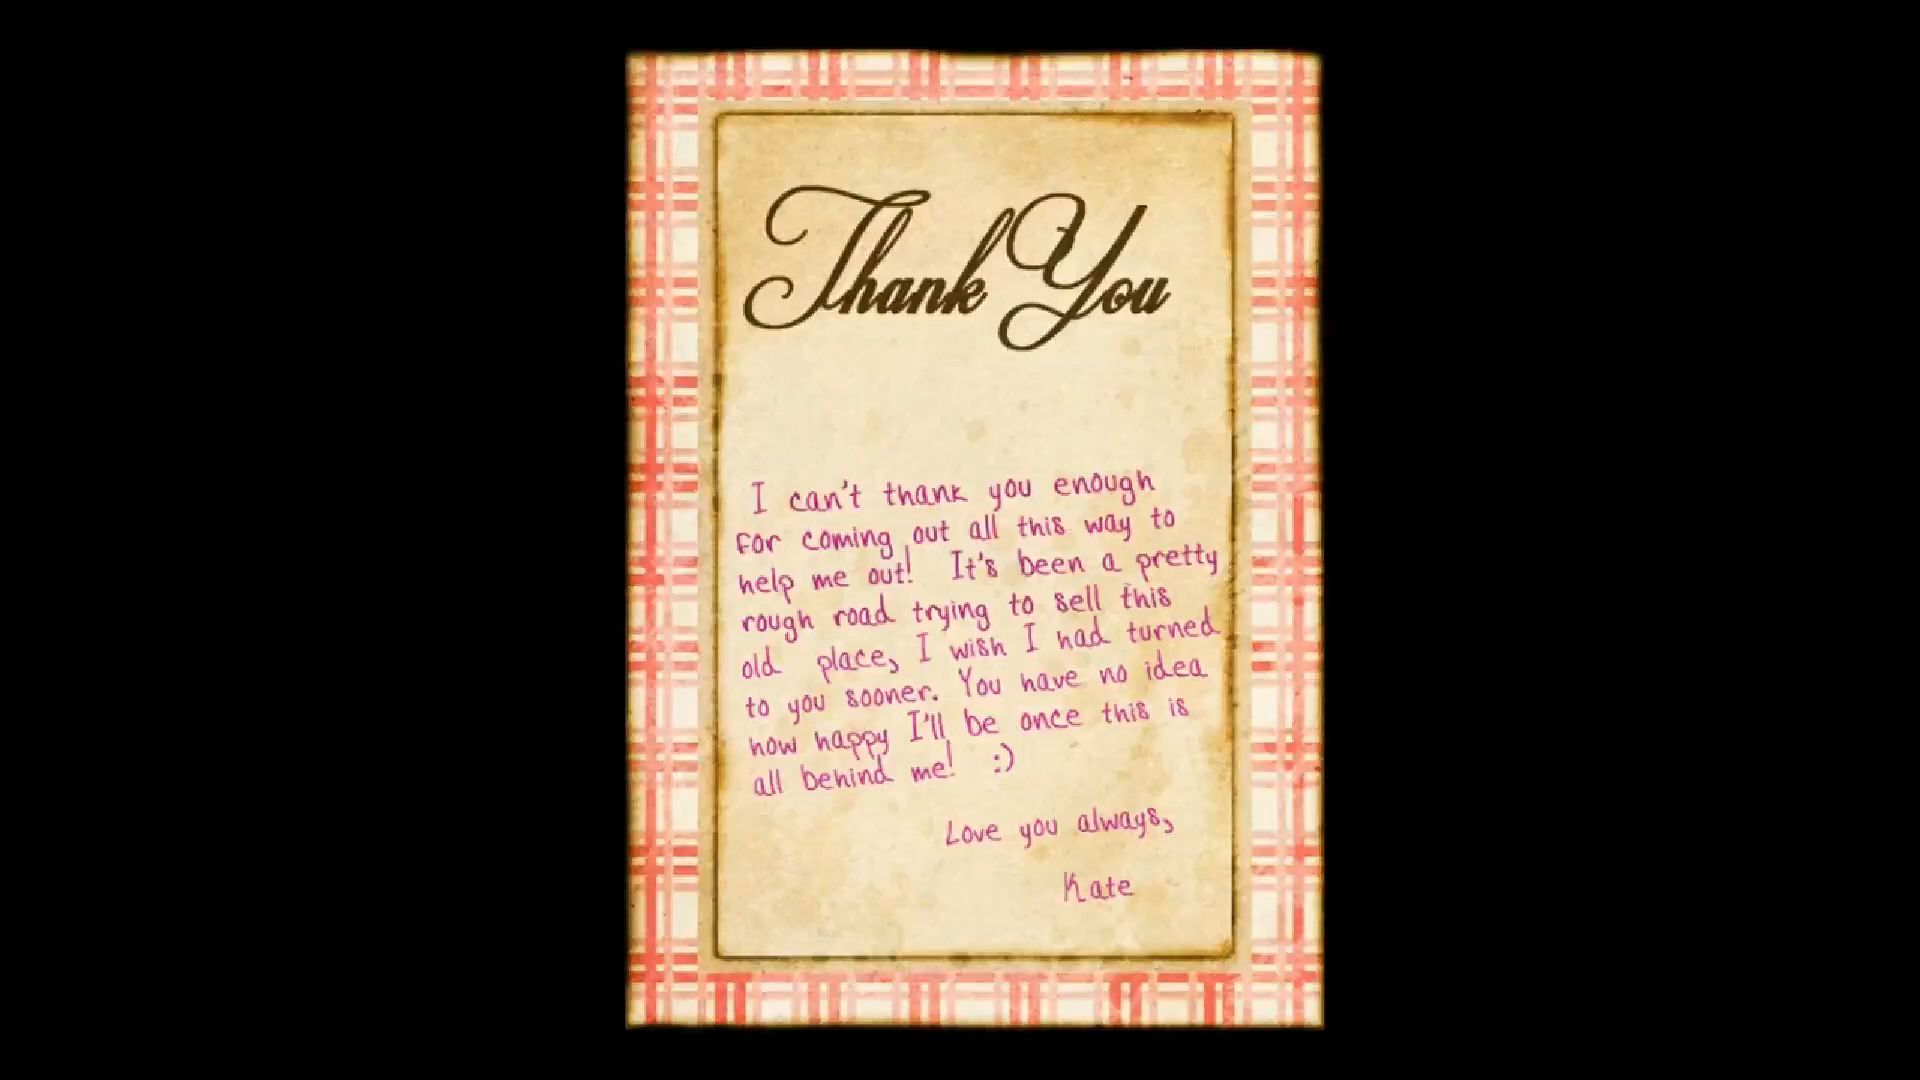 Thank You
I can't thank you enough
for coming out all this way to
help me out! It's been a pretty
rough road trying to sell this
old place, I wish I had turned
to you sooner. You have no idea
how happy I'll be once this is
all behind me! :)
Love you always,
Kate